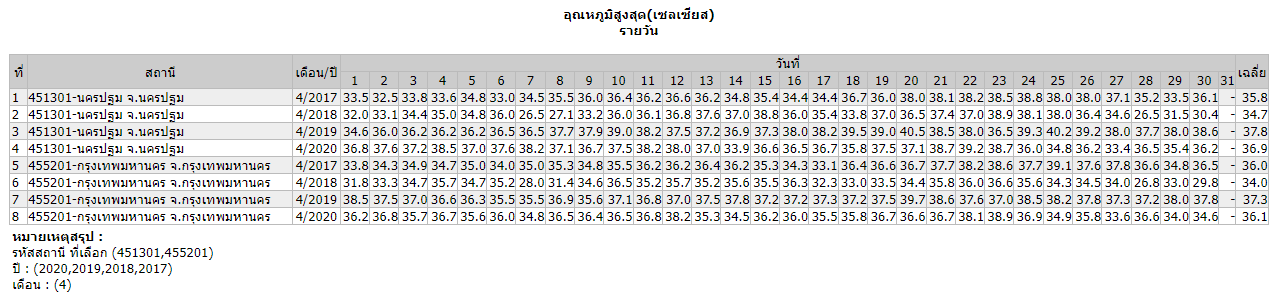 อุณหภูมิสูงสุด(เซลเซียส)
รายวัน
ที่ สถานี เดือน/ปี วันที่ เฉลี่ย
1 2 3 4 5 6 7 8 9 10 11 12 13 14 15 16 17 18 19 20 21 22 23 24 25 26 27 28 29 30 31
1 451301-นครปฐม จ.นครปฐม 4/2017 33.5 32.5 33.8 33.6 34.8 33.0 34.5 35.5 36.0 36.4 36.2 36.6 36.2 34.8 35.4 34.4 34.4 36.7 36.0 38.0 38.1 38.2 38.5 38.8 38.0 38.0 37.1 35.2 33.5 36.1 - 35.8
2 451301-นครปฐม จ.นครปฐม 4/2018 32.0 33.1 34.4 35.0 34.8 36.0 26.5 27.1 33.2 36.0 36.1 36.8 37.6 37.0 38.8 36.0 35.4 33.8 37.0 36.5 37.4 37.0 38.9 38.1 38.0 36.4 34.6 26.5 31.5 30.4 - 34.7
3 451301-นครปฐม จ.นครปฐม 4/2019 34.6 36.0 36.2 36.2 36.2 36.5 36.5 37.7 37.9 39.0 38.2 37.5 37.2 36.9 37.3 38.0 38.2 39.5 39.0 40.5 38.5 38.0 36.5 39.3 40.2 39.2 38.0 37.7 38.0 38.6 - 37.8
4 451301-นครปฐม จ.นครปฐม 4/2020 36.8 37.6 37.2 38.5 37.0 37.6 38.2 37.1 36.7 37.5 38.2 38.0 37.0 33.9 36.6 36.5 36.7 35.8 37.5 37.1 38.7 39.2 38.7 36.0 34.8 36.2 33.4 36.5 35.4 36.2 - 36.9
5 455201-กรุงเทพมหานคร จ.กรุงเทพมหานคร 4/2017 33.8 34.3 34.9 34.7 35.0 34.0 35.0 35.3 34.8 35.5 36.2 36.2 36.4 36.2 35.3 34.3 33.1 36.4 36.6 36.7 37.7 38.2 38.6 37.7 39.1 37.6 37.8 36.6 34.8 36.5 - 36.0
6 455201-กรุงเทพมหานคร จ.กรุงเทพมหานคร 4/2018 31.8 33.3 34.7 35.7 34.7 35.2 28.0 31.4 34.6 36.5 35.2 35.7 35.2 35.6 35.5 36.3 32.3 33.0 33.5 34.4 35.8 36.0 36.6 35.6 34.3 34.5 34.0 26.8 33.0 29.8 - 34.0
7 455201-กรุงเทพมหานคร จ.กรุงเทพมหานคร 4/2019 38.5 37.5 37.0 36.6 36.3 35.5 35.5 36.9 35.6 37.1 36.8 37.0 37.5 37.8 37.2 37.2 37.3 37.2 37.5 39.7 38.6 37.6 37.0 38.5 38.2 37.8 37.3 37.2 38.0 37.8 - 37.3
8 455201-กรุงเทพมหานคร จ.กรุงเทพมหานคร 4/2020 36.2 36.8 35.7 36.7 35.6 36.0 34.8 36.5 36.4 36.5 36.8 38.2 35.3 34.5 36.2 36.0 35.5 35.8 36.7 36.6 36.7 38.1 38.9 36.9 34.9 35.8 33.6 36.6 34.0 34.6 - 36.1
หมายเหตุสรุป :
รหัสสถานี ที่เลือก (451301,455201)
ปี : (2020,2019,2018,2017)
เดือน : (4)